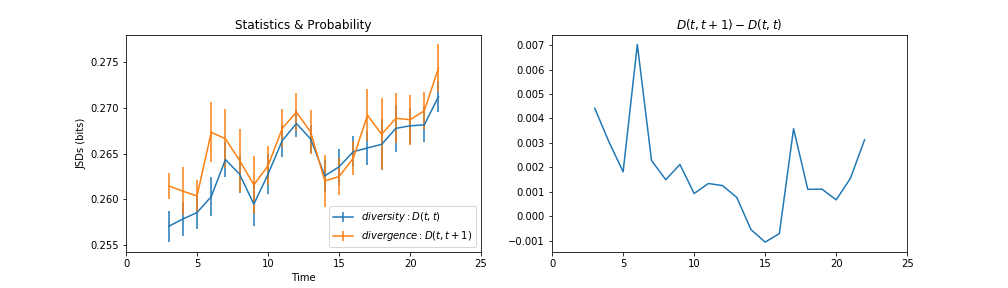 Statistics & Probability
JSDs (bits)
0.275
0.270
0.265
0.260
0.255
0 5 10 15 20 25
Time
diversity: D(t, t)
divergence: D(t, t + 1)
D(t, t + 1) − D(t, t)
0.007
0.006
0.005
0.004
0.003
0.002
0.001
0.000
−0.001
0 5 10 15 20 25